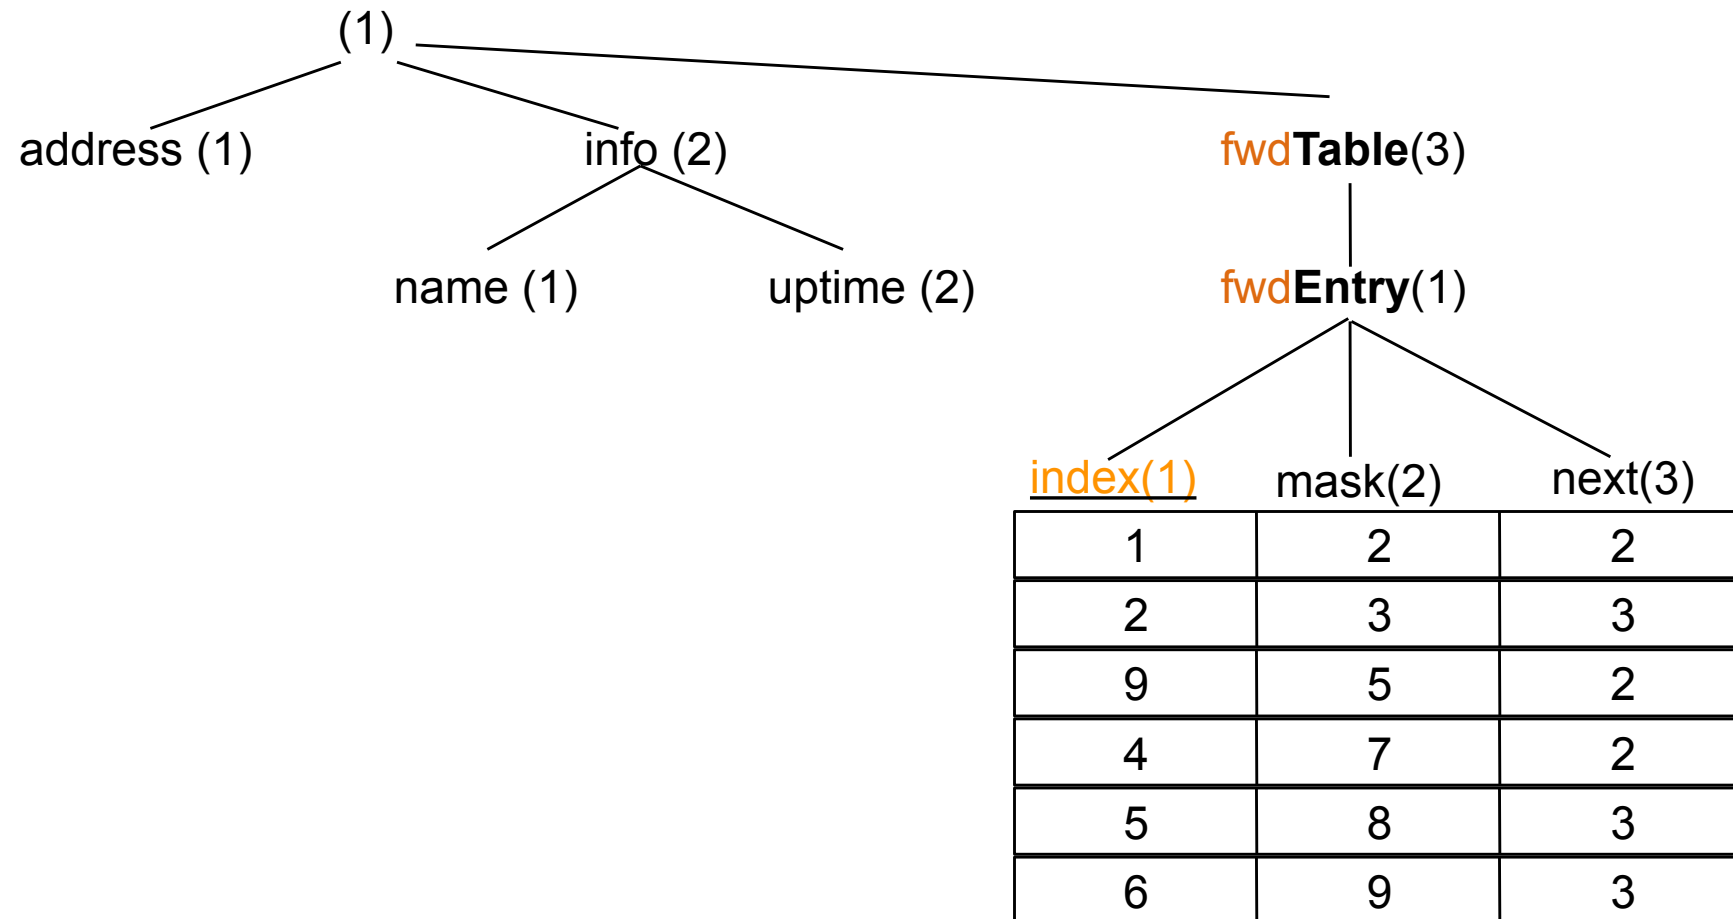 (1)
address (1) info (2) fwdTable(3)
name (1) uptime (2) fwdEntry(1)
index(1) mask(2) next(3)
1 2 2
2 3 3
9 5 2
4 7 2
5 8 3
6 9 3